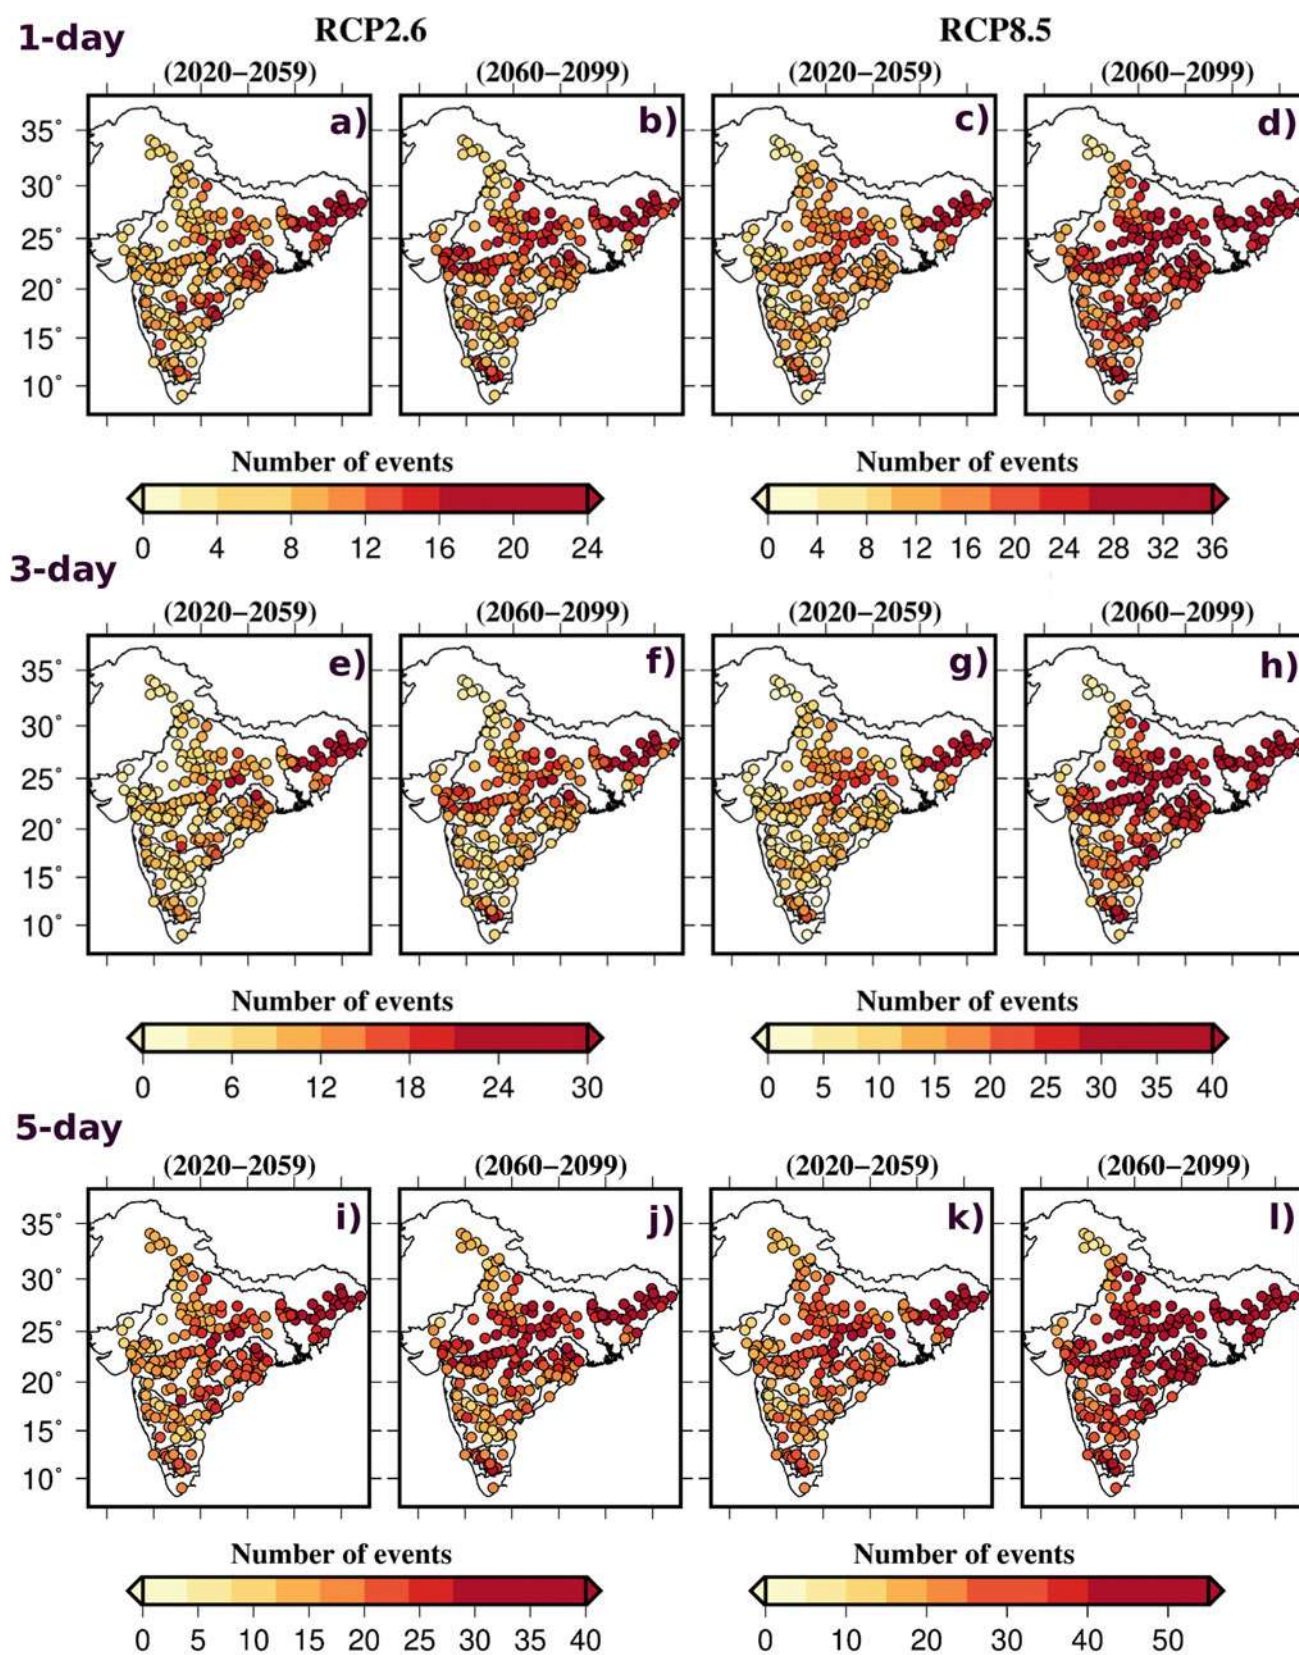 1-day
RCP2.6
RCP8.5
(2020–2059)
(2060–2099)
(2020–2059)
(2060–2099)
a)
b)
c)
d)
35°
30°
25°
20°
15°
10°
Number of events
Number of events
0 4 8 12 16 20 24
0 4 8 12 16 20 24 28 32 36
3-day
(2020–2059)
(2060–2099)
(2020–2059)
(2060–2099)
e)
f)
g)
h)
35°
30°
25°
20°
15°
10°
Number of events
Number of events
0 6 12 18 24 30
0 5 10 15 20 25 30 35 40
5-day
(2020–2059)
(2060–2099)
(2020–2059)
(2060–2099)
i)
j)
k)
l)
35°
30°
25°
20°
15°
10°
Number of events
Number of events
0 5 10 15 20 25 30 35 40
0 10 20 30 40 50